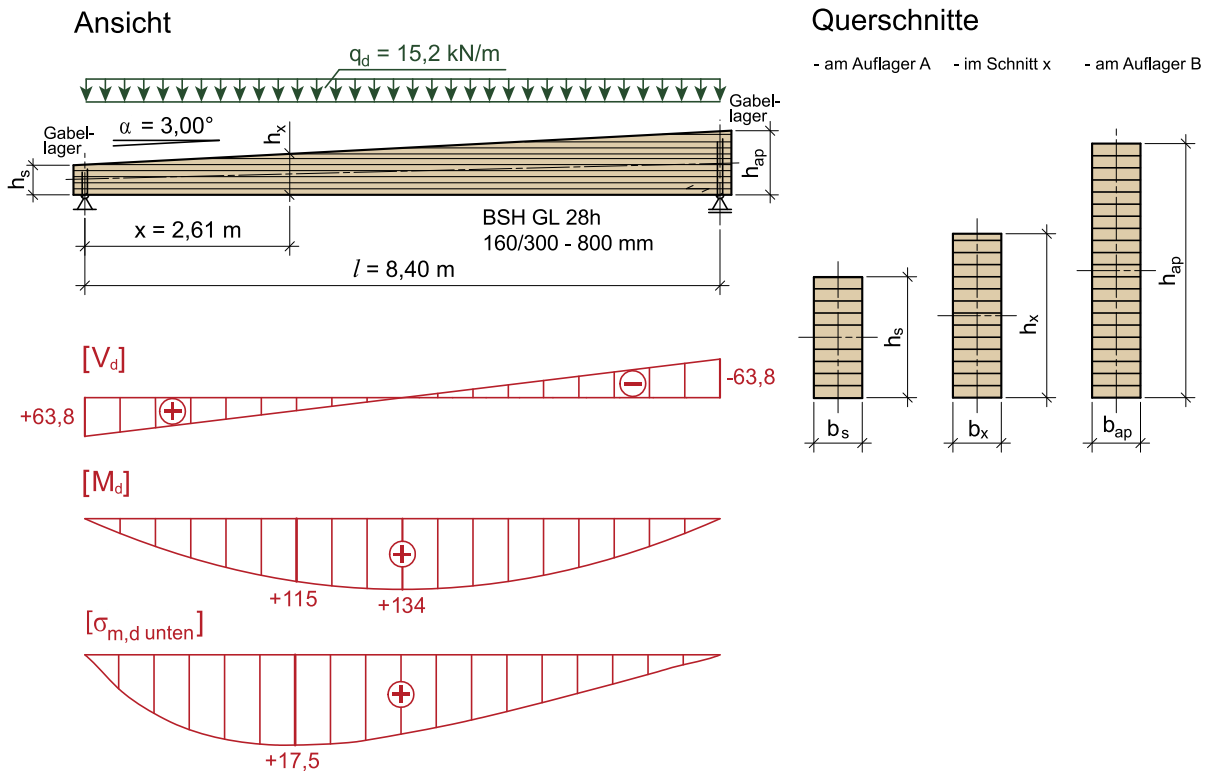 Ansicht
q_d = 15,2 kN/m
Gabel-
lager
α = 3,00°
h_x
Gabel-
lager
h_s
h_ap
x = 2,61 m
BSH GL 28h
160/300 - 800 mm
l = 8,40 m
[V_d]
+63,8
+
−
-63,8
[M_d]
+
+115
+134
[σ_m,d unten]
+
+17,5
Querschnitte
- am Auflager A
- im Schnitt x
- am Auflager B
h_s
h_x
h_ap
b_s
b_x
b_ap